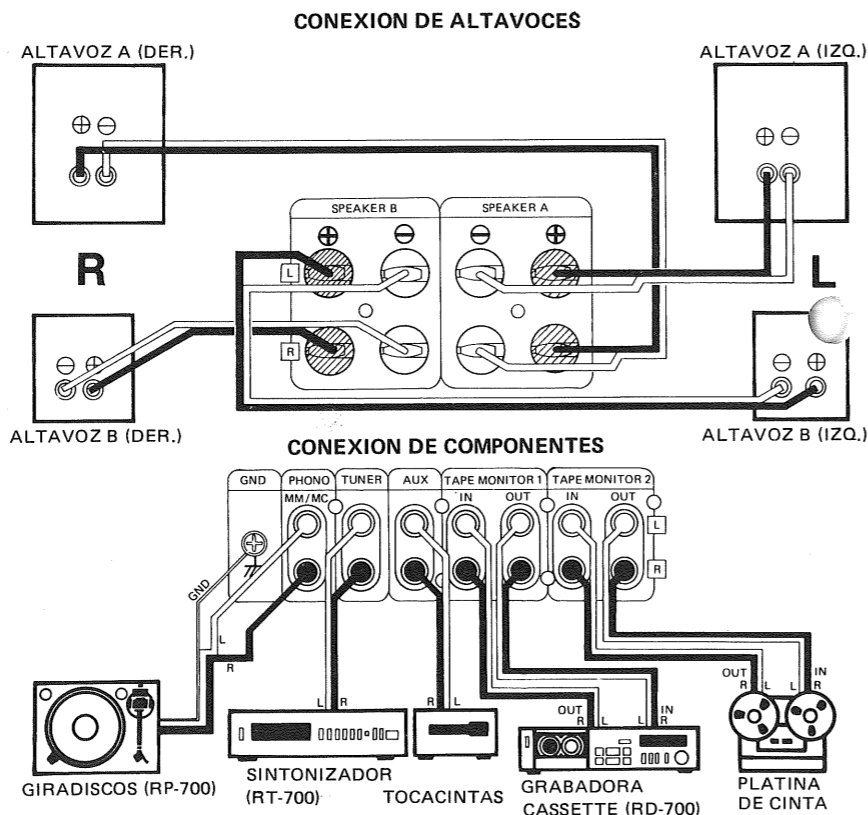 CONEXION DE ALTAVOCES
ALTAVOZ A (DER.)
ALTAVOZ A (IZQ.)
⊕ ⊖
⊕ ⊖
SPEAKER B
SPEAKER A
⊕ ⊖ ⊖ ⊕
R
L
L
R
⊖ ⊕
⊖ ⊕
ALTAVOZ B (DER.)
ALTAVOZ B (IZQ.)
CONEXION DE COMPONENTES
GND
PHONO
MM/MC
TUNER
AUX
TAPE MONITOR 1
IN OUT
TAPE MONITOR 2
IN OUT
L
R
GND
L
R
L R
R L
OUT
R L
L R
IN
OUT
R L
L R
IN
GIRADISCOS (RP-700)
SINTONIZADOR
(RT-700)
TOCACINTAS
GRABADORA
CASSETTE (RD-700)
PLATINA
DE CINTA